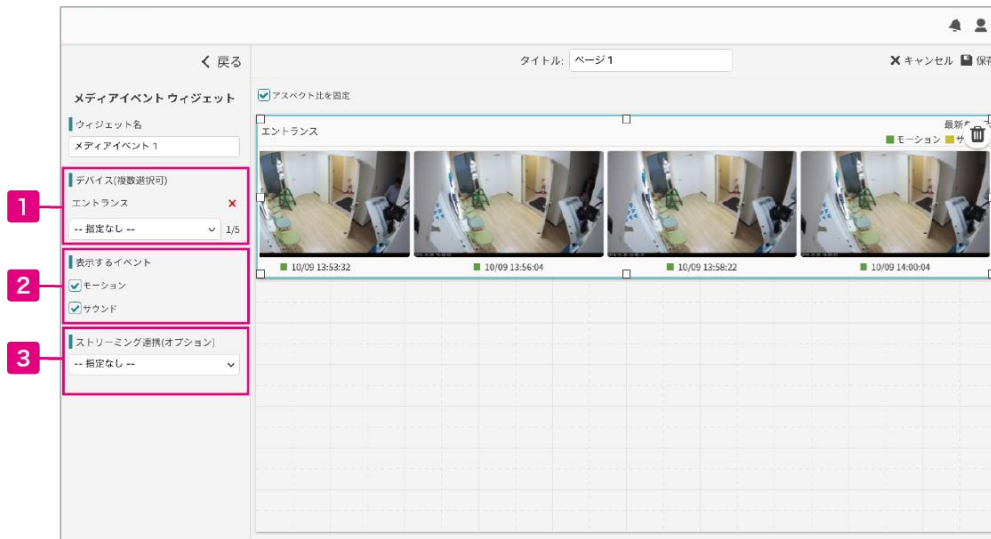 戻る
タイトル: ページ 1
キャンセル 保存
メディアイベント ウィジェット
アスペクト比を固定
ウィジェット名
メディアイベント 1
エントランス
最新
モーション サ
1
デバイス(複数選択可)
エントランス
-- 指定なし --
1/5
10/09 13:53:32
10/09 13:56:04
10/09 13:58:22
10/09 14:00:04
2
表示するイベント
モーション
サウンド
3
ストリーミング連携(オプション)
-- 指定なし --